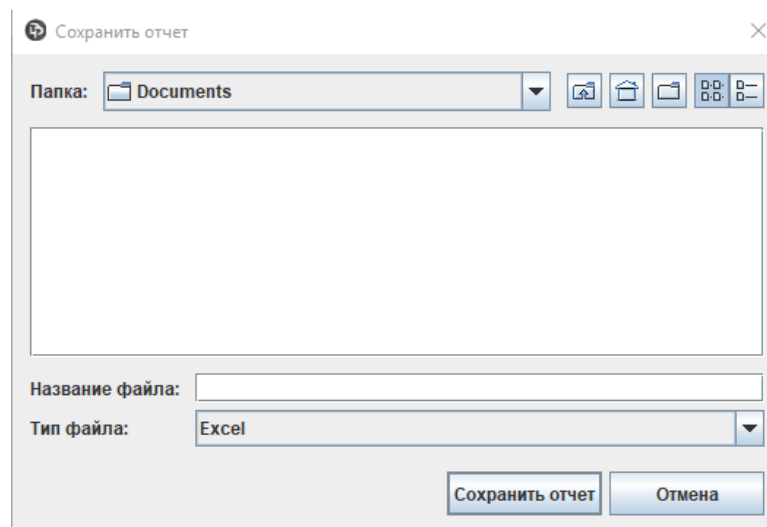 Сохранить отчет
Папка: Documents
Название файла:
Тип файла: Excel
Сохранить отчет Отмена